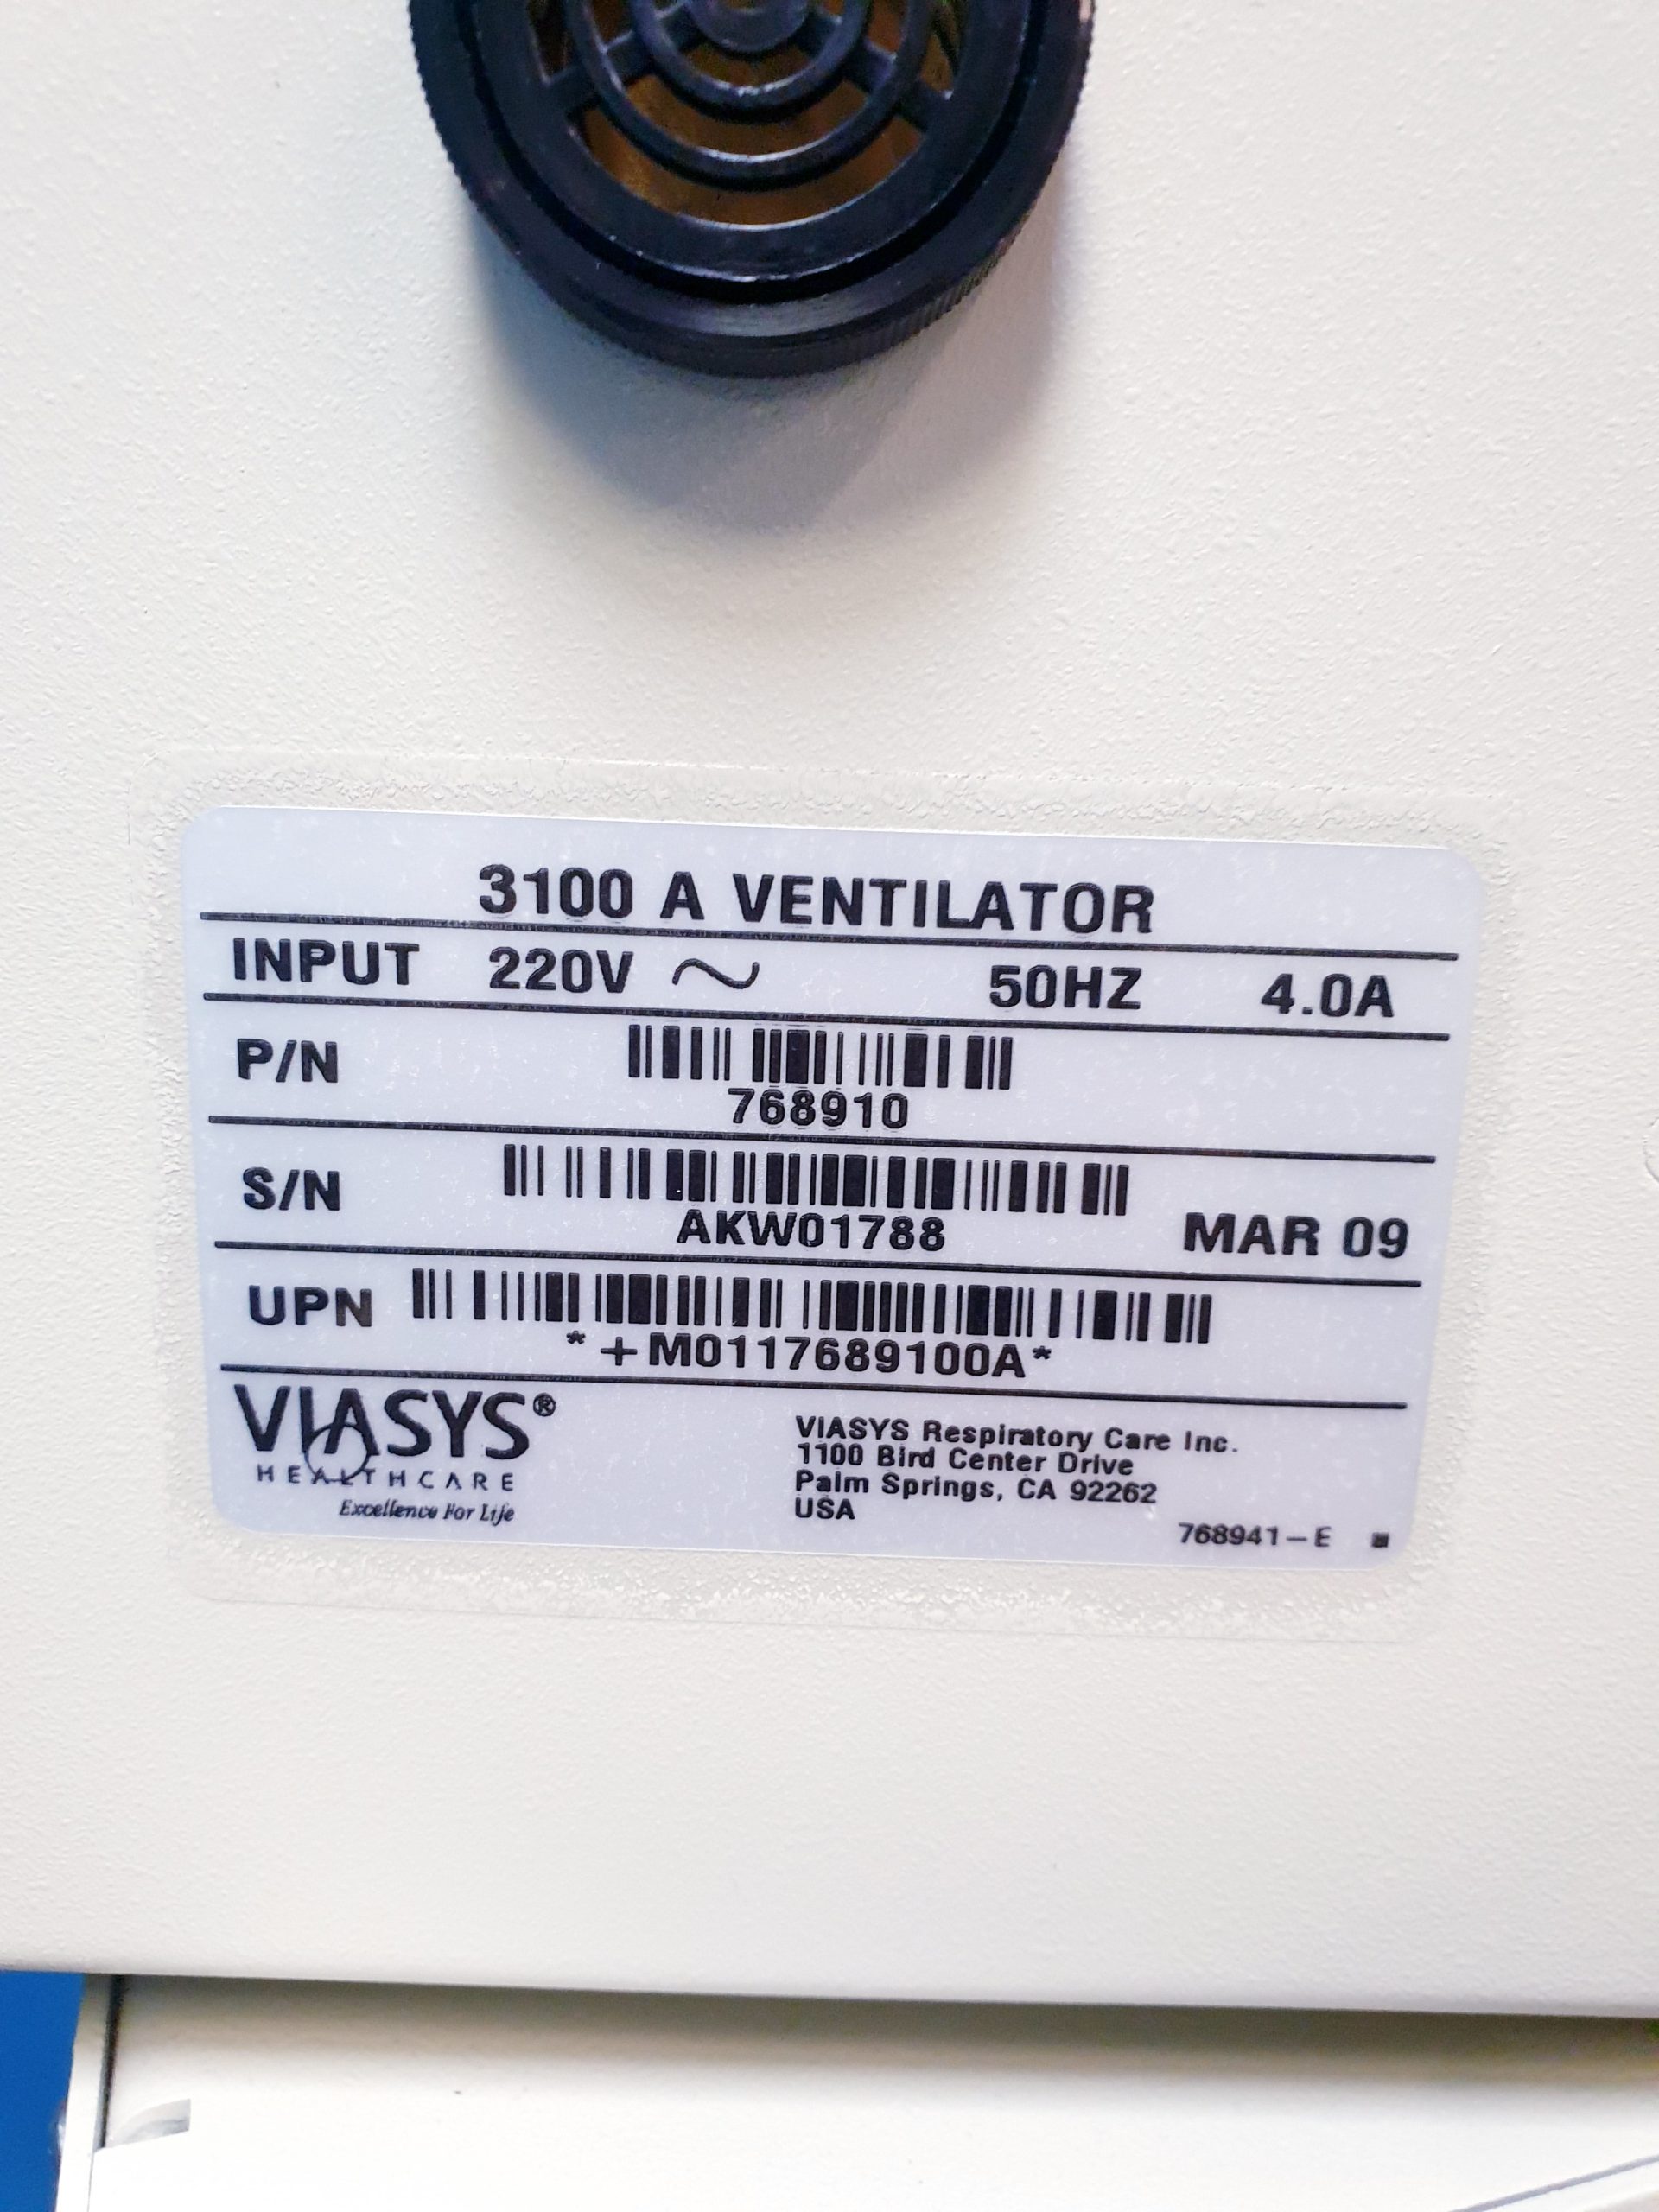 3100 A VENTILATOR
INPUT 220V ~ 50HZ 4.0A
P/N
768910
S/N
AKW01788 MAR 09
UPN
*+M0117689100A*
VIASYS®
HEALTHCARE
Excellence For Life
VIASYS Respiratory Care Inc.
1100 Bird Center Drive
Palm Springs, CA 92262
USA
768941-E